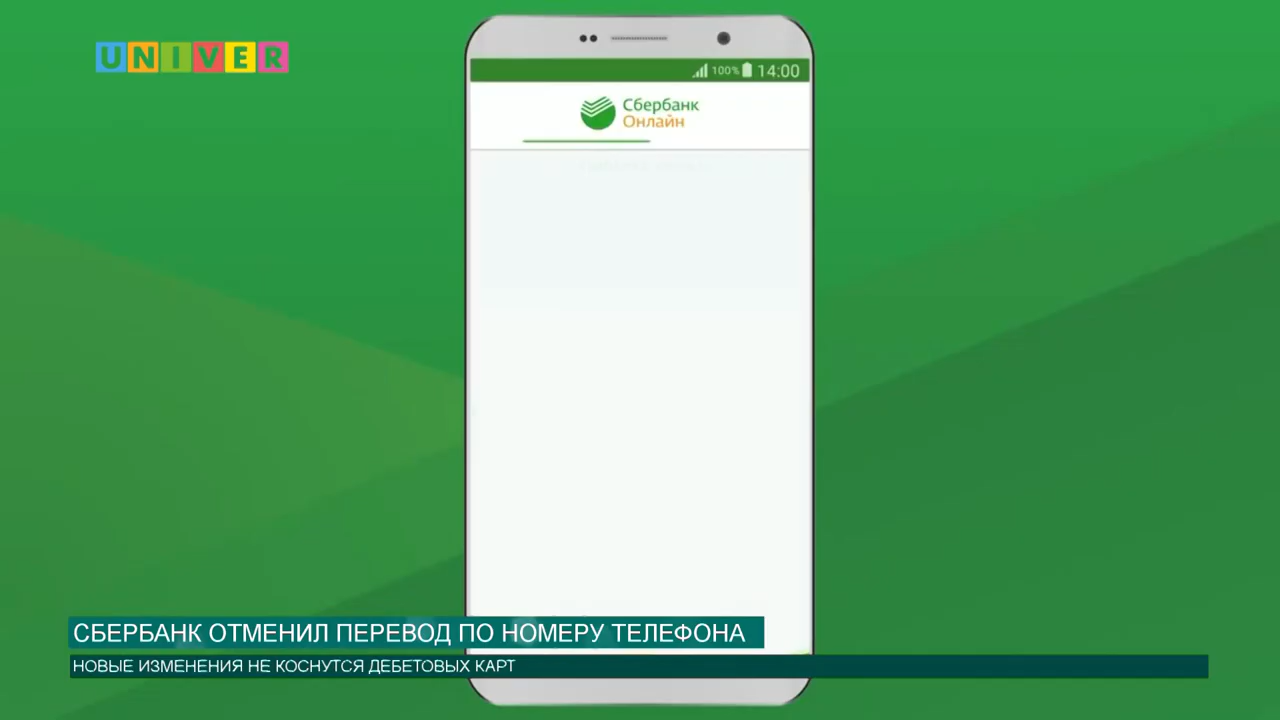 UNIVER
100% 14:00
Сбербанк
Онлайн
СБЕРБАНК ОТМЕНИЛ ПЕРЕВОД ПО НОМЕРУ ТЕЛЕФОНА
НОВЫЕ ИЗМЕНЕНИЯ НЕ КОСНУТСЯ ДЕБЕТОВЫХ КАРТ